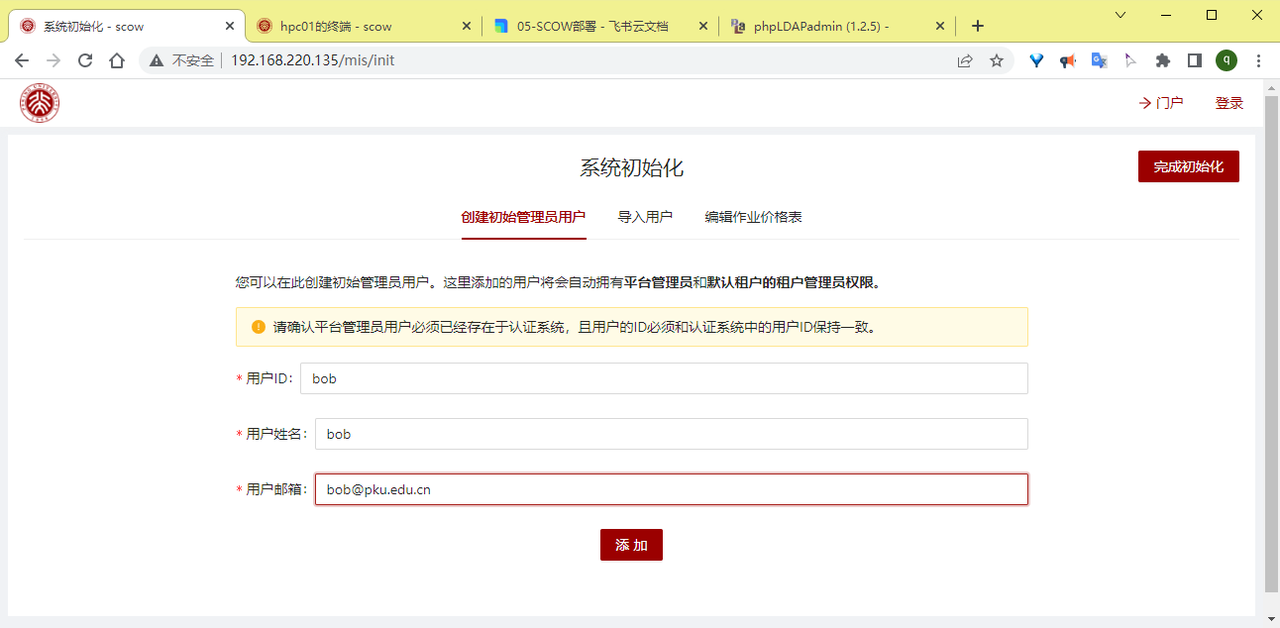 系统初始化 - scow
hpc01的终端 - scow
05-SCOW部署 - 飞书云文档
phpLDAPadmin (1.2.5) -
不安全 192.168.220.135/mis/init
q
门户 登录
系统初始化
完成初始化
创建初始管理员用户 导入用户 编辑作业价格表
您可以在此创建初始管理员用户。这里添加的用户将会自动拥有平台管理员和默认租户的租户管理员权限。
请确认平台管理员用户必须已经存在于认证系统，且用户的ID必须和认证系统中的用户ID保持一致。
* 用户ID： bob
* 用户姓名： bob
* 用户邮箱： bob@pku.edu.cn
添 加